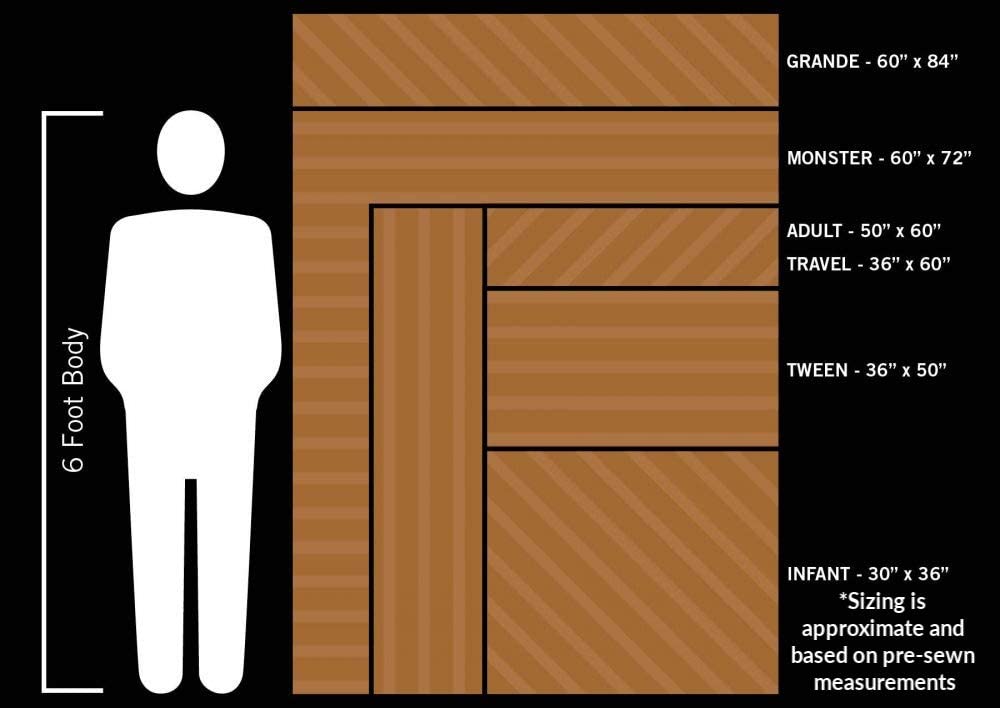 6 Foot Body
GRANDE - 60” x 84”
MONSTER - 60” x 72”
ADULT - 50” x 60”
TRAVEL - 36” x 60”
TWEEN - 36” x 50”
INFANT - 30” x 36”
*Sizing is
approximate and
based on pre-sewn
measurements